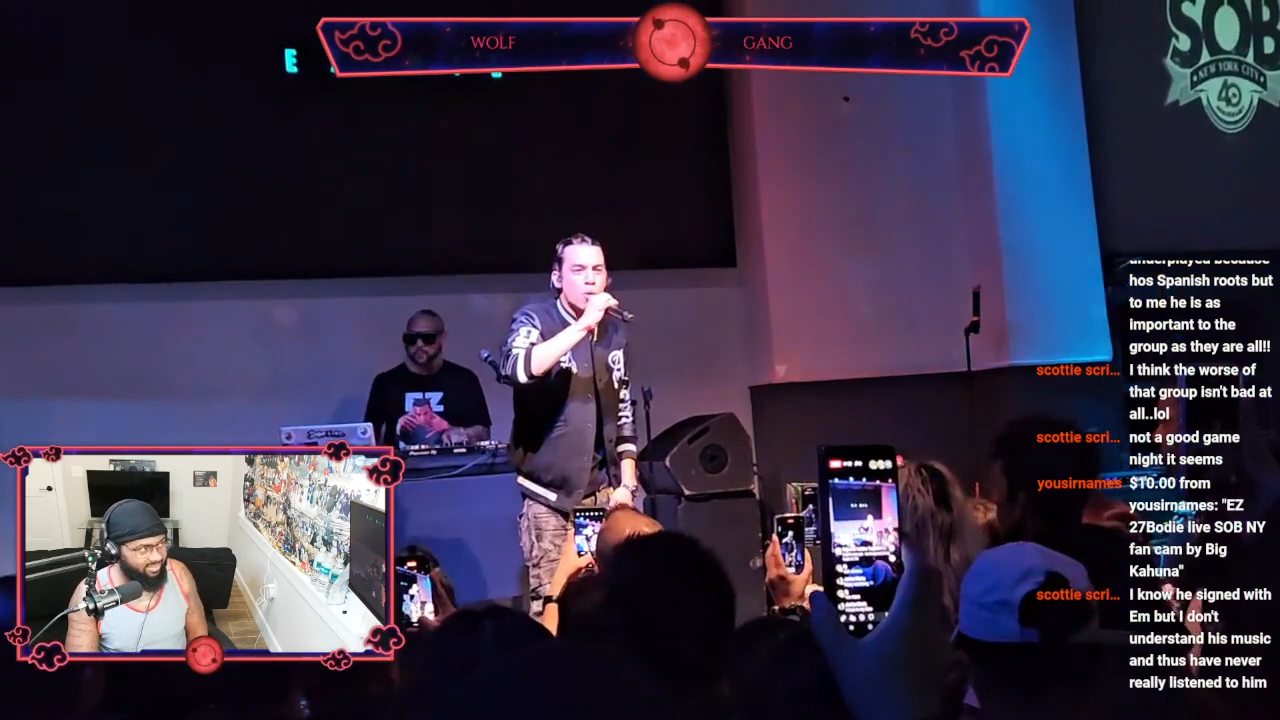 WOLF GANG
SOB
NEW YORK CITY
40
EZ
underplayed because
hos Spanish roots but
to me he is as
important to the
group as they are all!!
scottie scri... I think the worse of
that group isn't bad at
all..lol
scottie scri... not a good game
night it seems
yousirnames $10.00 from
yousirnames: "EZ
27Bodie live SOB NY
fan cam by Big
Kahuna"
scottie scri... I know he signed with
Em but I don't
understand his music
and thus have never
really listened to him